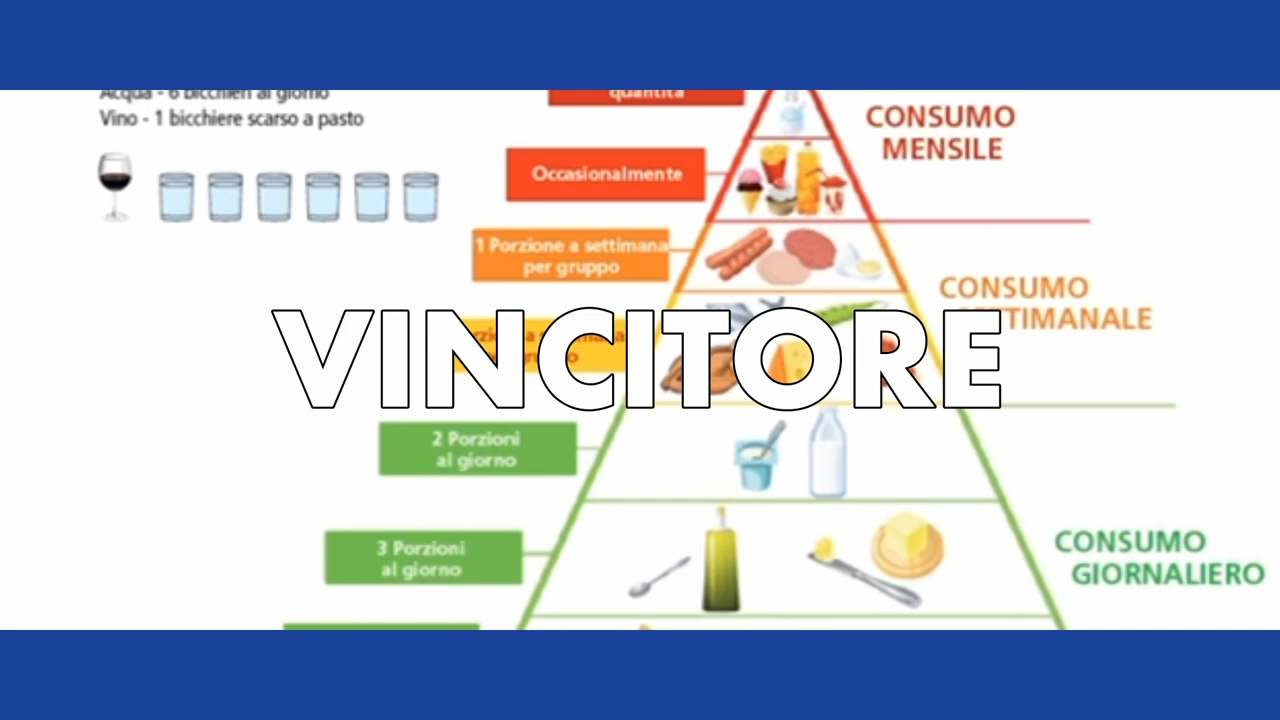 Acqua - 6 bicchieri al giorno
Vino - 1 bicchiere scarso a pasto
quantità
CONSUMO
MENSILE
Occasionalmente
1 Porzione a settimana
per gruppo
CONSUMO
VINCITORE
2 Porzioni
al giorno
3 Porzioni
al giorno
CONSUMO
GIORNALIERO